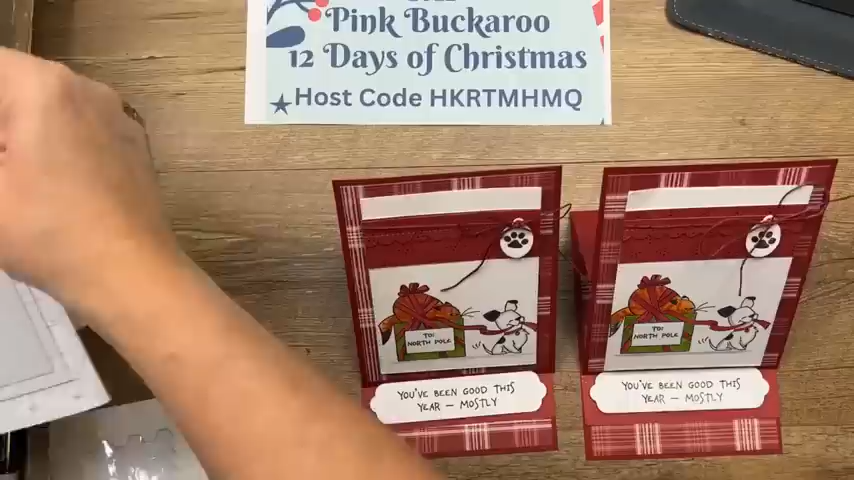 Pink Buckaroo
12 Days of Christmas
★Host Code HKRTMHMQ
TO:
NORTH POLE
TO:
NORTH POLE
YOU'VE BEEN GOOD THIS
YEAR — MOSTLY
YOU'VE BEEN GOOD THIS
YEAR — MOSTLY